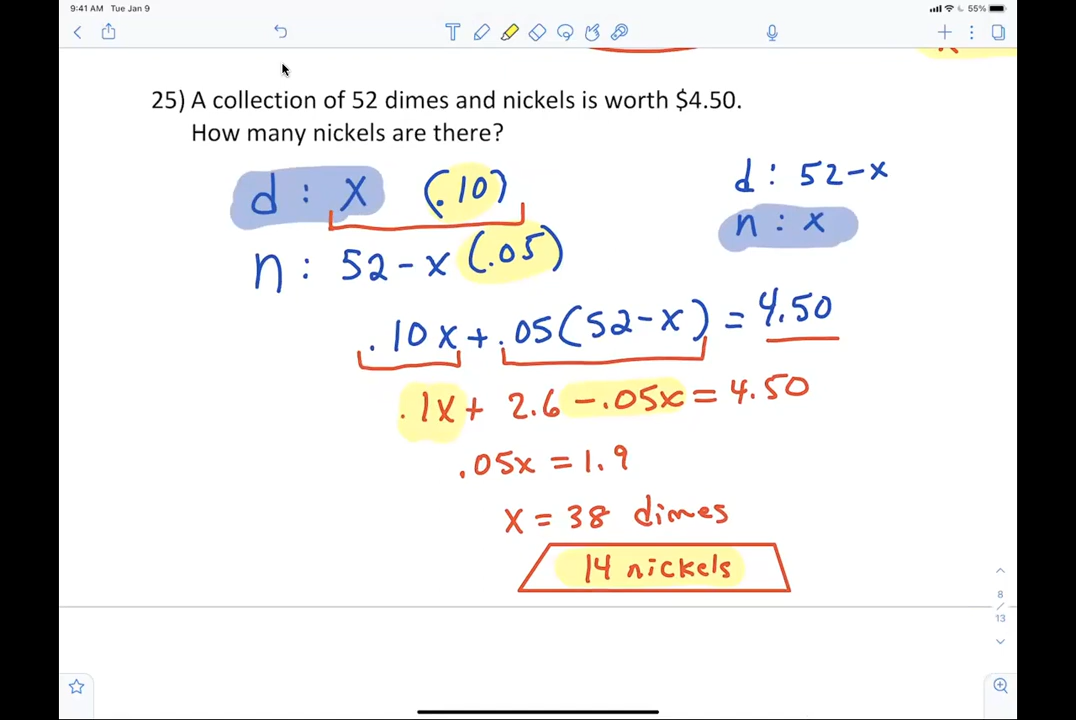 9:41 AM Tue Jan 9
55%
25) A collection of 52 dimes and nickels is worth $4.50.
How many nickels are there?
d : x (.10)
n : 52-x (.05)
d : 52-x
n : x
.10x + .05(52-x) = 4.50
.1x + 2.6 -.05x = 4.50
.05x = 1.9
x = 38 dimes
14 nickels
8
/
13